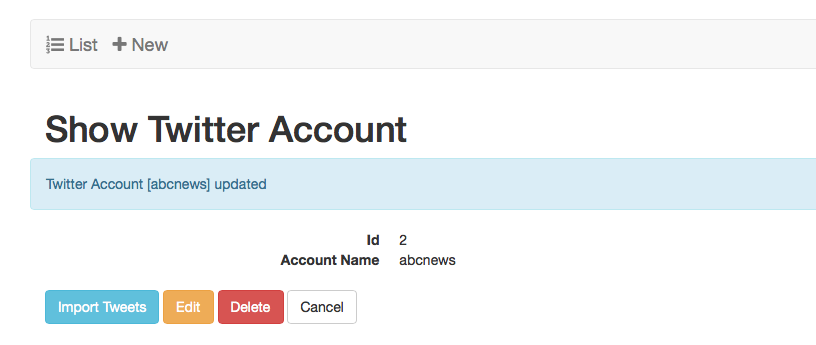 List New
Show Twitter Account
Twitter Account [abcnews] updated
Id 2
Account Name abcnews
Import Tweets Edit Delete Cancel